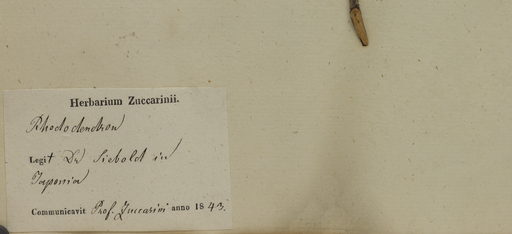 Herbarium Zuccarinii.
Rhododendron
Legit Dr Siebold in
Japonia
Communicavit Prof. Zuccarini anno 1843.